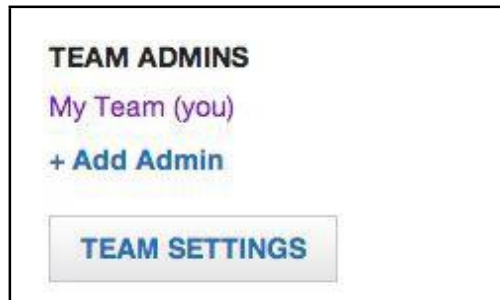 TEAM ADMINS
My Team (you)
+ Add Admin
TEAM SETTINGS